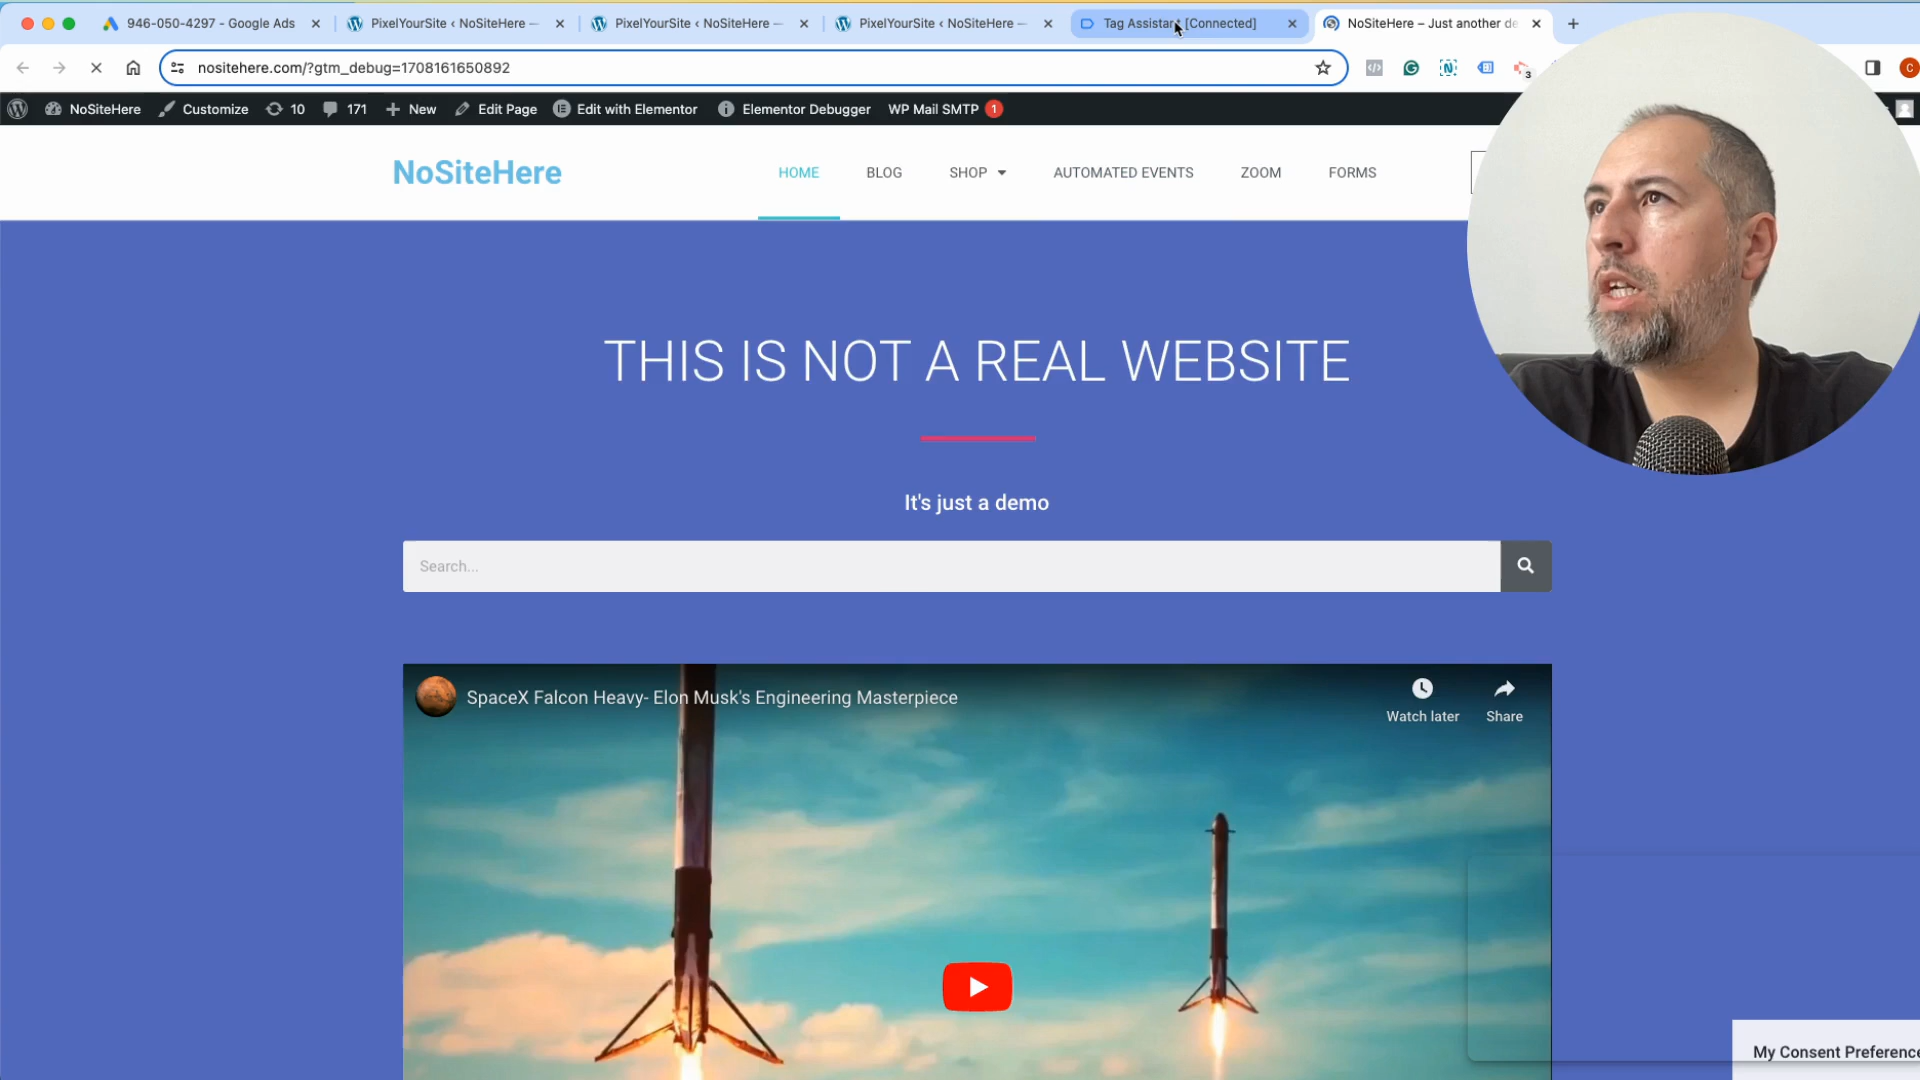 946-050-4297 - Google Ads
PixelYourSite ‹ NoSiteHere —
PixelYourSite ‹ NoSiteHere —
PixelYourSite ‹ NoSiteHere —
Tag Assistant [Connected]
NoSiteHere – Just another de
nositehere.com/?gtm_debug=1708161650892
3
C
NoSiteHere
Customize
10
171
New
Edit Page
Edit with Elementor
Elementor Debugger
WP Mail SMTP 1
NoSiteHere
HOME
BLOG
SHOP
AUTOMATED EVENTS
ZOOM
FORMS
THIS IS NOT A REAL WEBSITE
It's just a demo
Search...
SpaceX Falcon Heavy- Elon Musk's Engineering Masterpiece
Watch later
Share
My Consent Preference